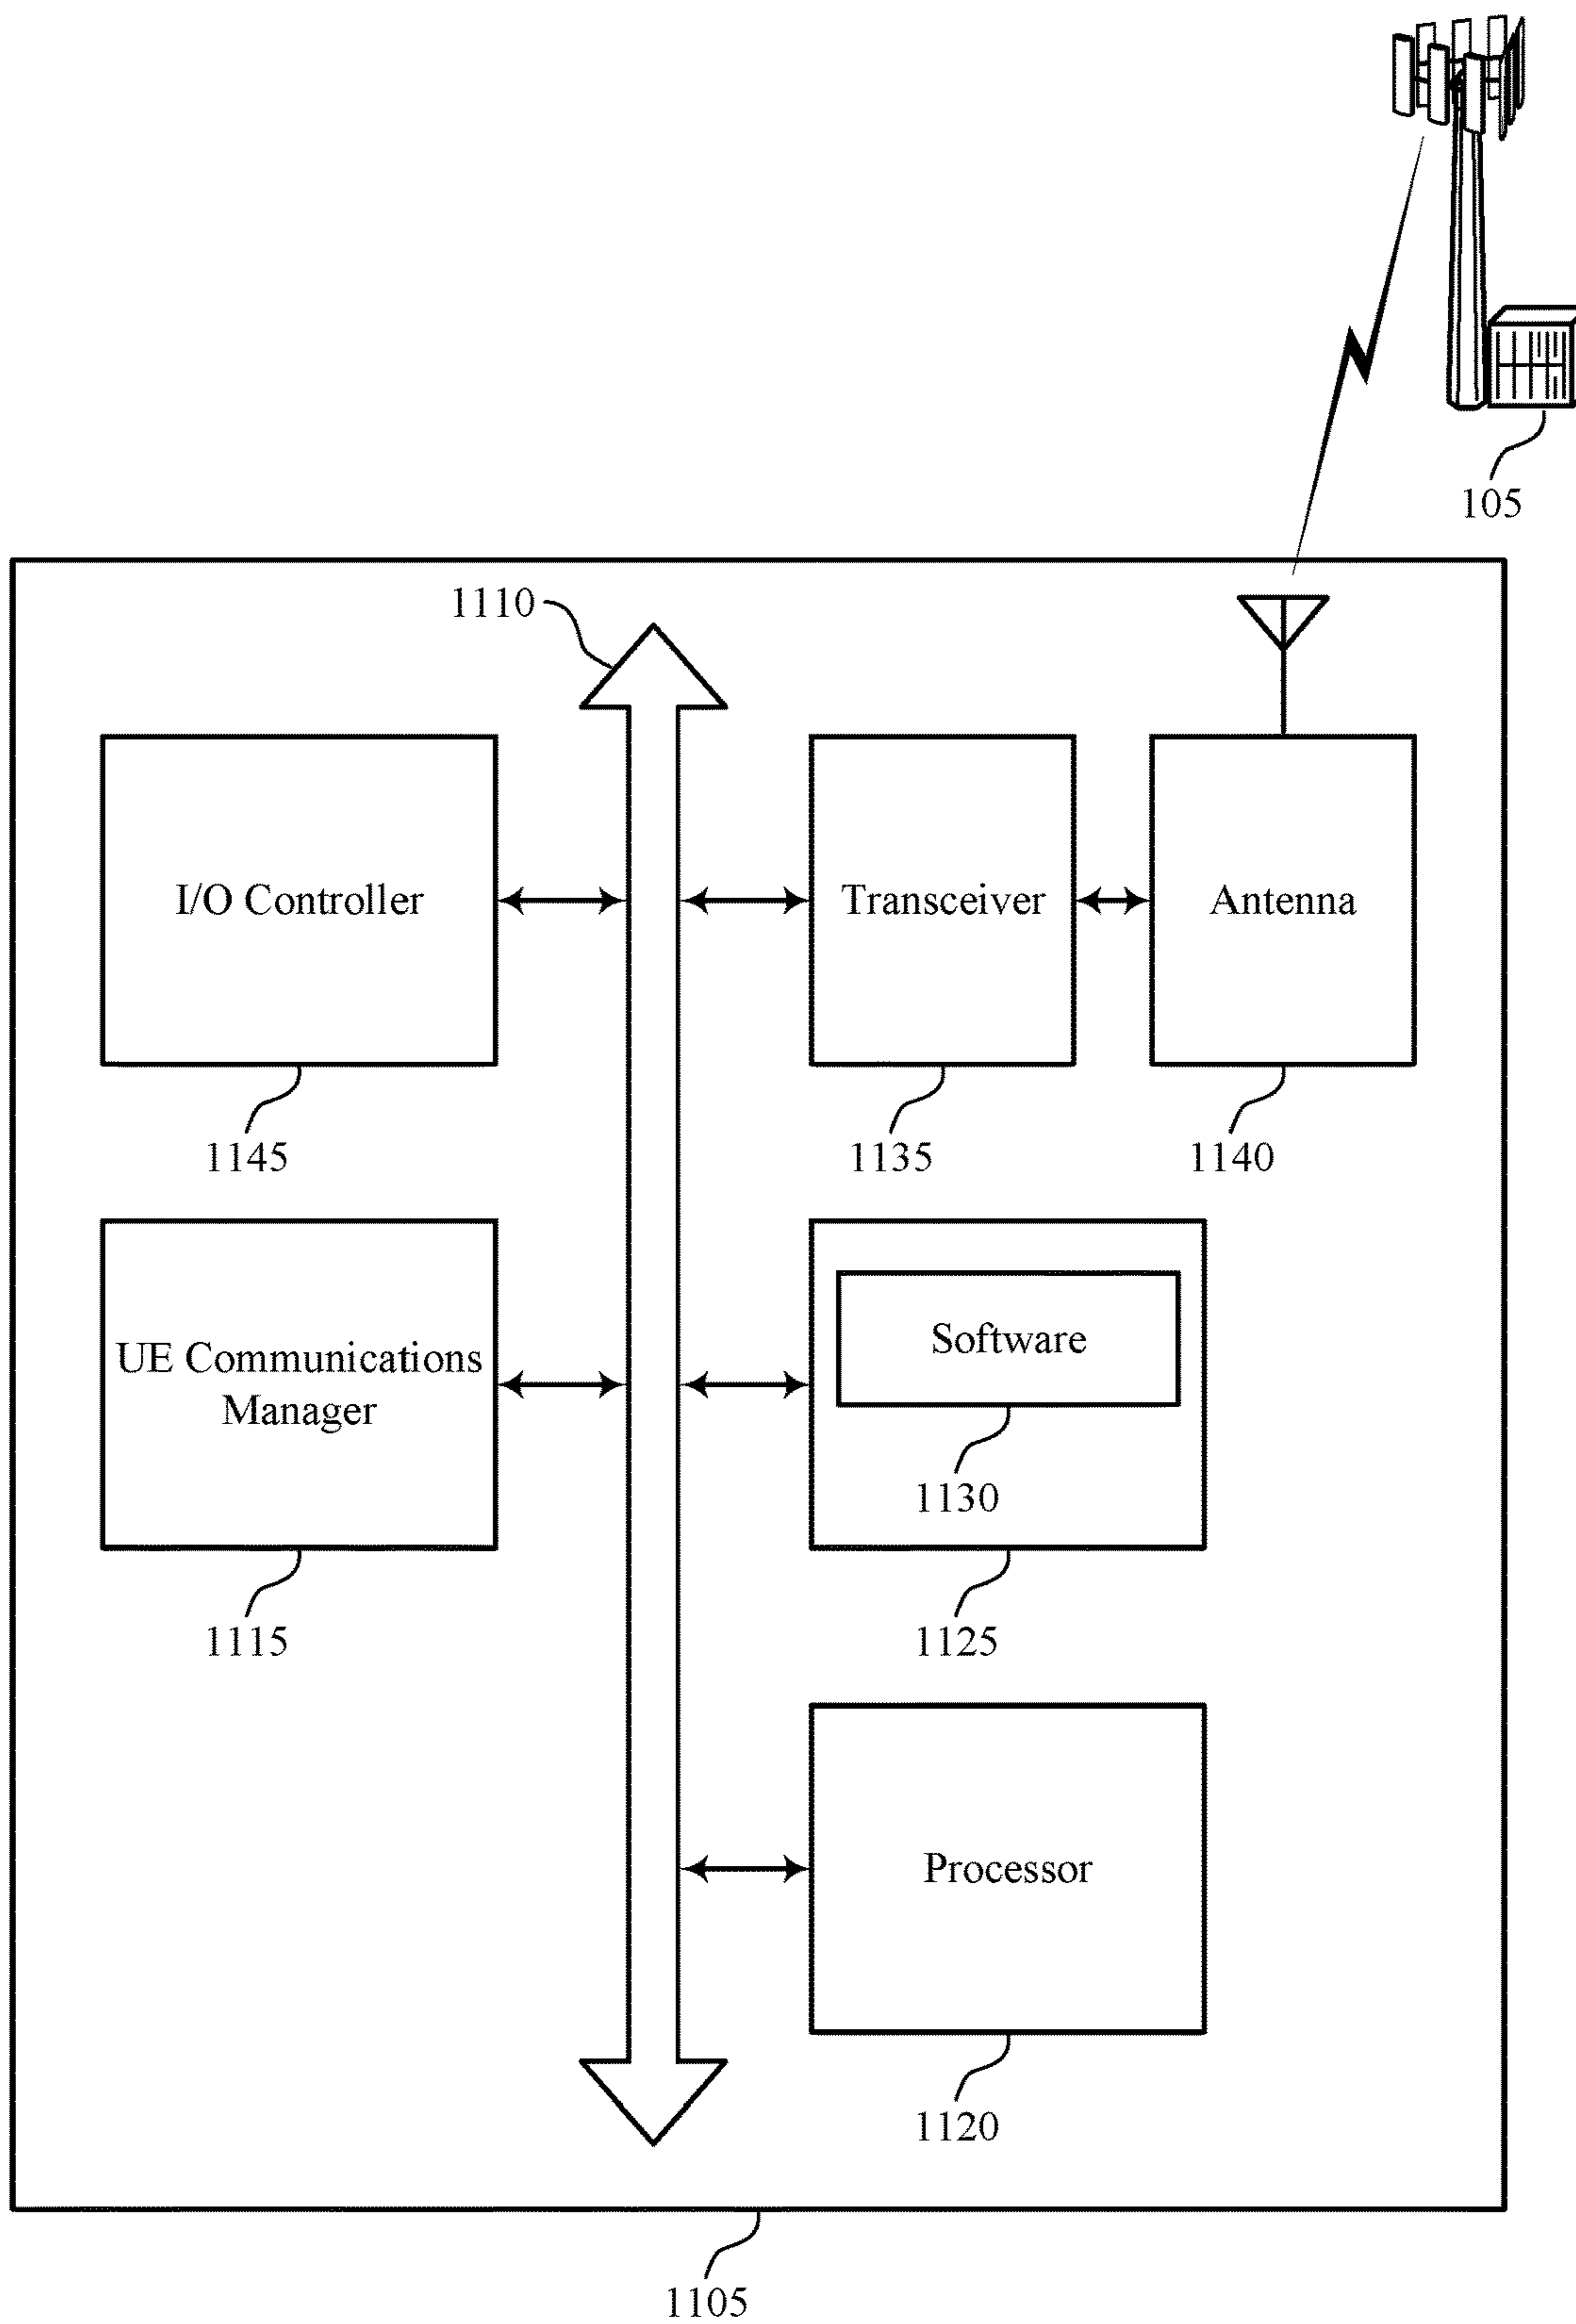 105
1110
I/O Controller
Transceiver
Antenna
1145
1135
1140
UE Communications
Manager
Software
1130
1115
1125
Processor
1120
1105